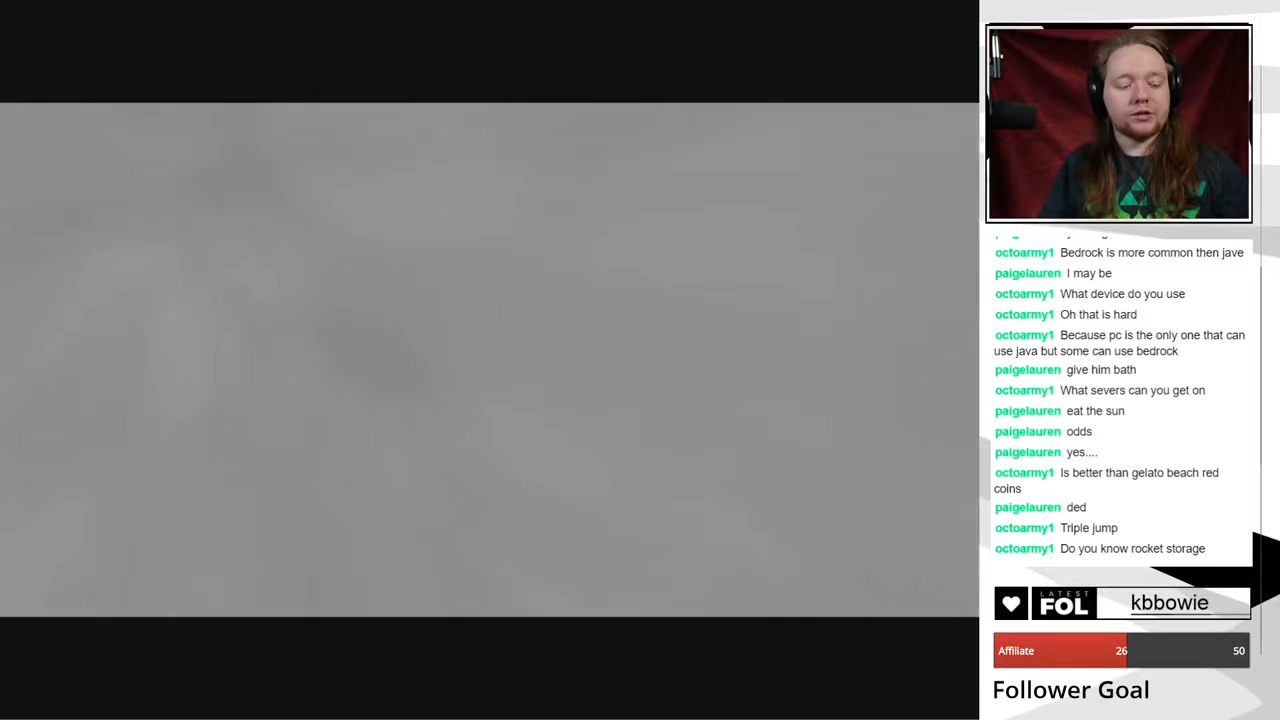 octoarmy1 Bedrock is more common then jave
paigelauren I may be
octoarmy1 What device do you use
octoarmy1 Oh that is hard
octoarmy1 Because pc is the only one that can
use java but some can use bedrock
paigelauren give him bath
octoarmy1 What severs can you get on
paigelauren eat the sun
paigelauren odds
paigelauren yes....
octoarmy1 Is better than gelato beach red
coins
paigelauren ded
octoarmy1 Triple jump
octoarmy1 Do you know rocket storage
LATEST
FOL kbbowie
Affiliate 26 50
Follower Goal